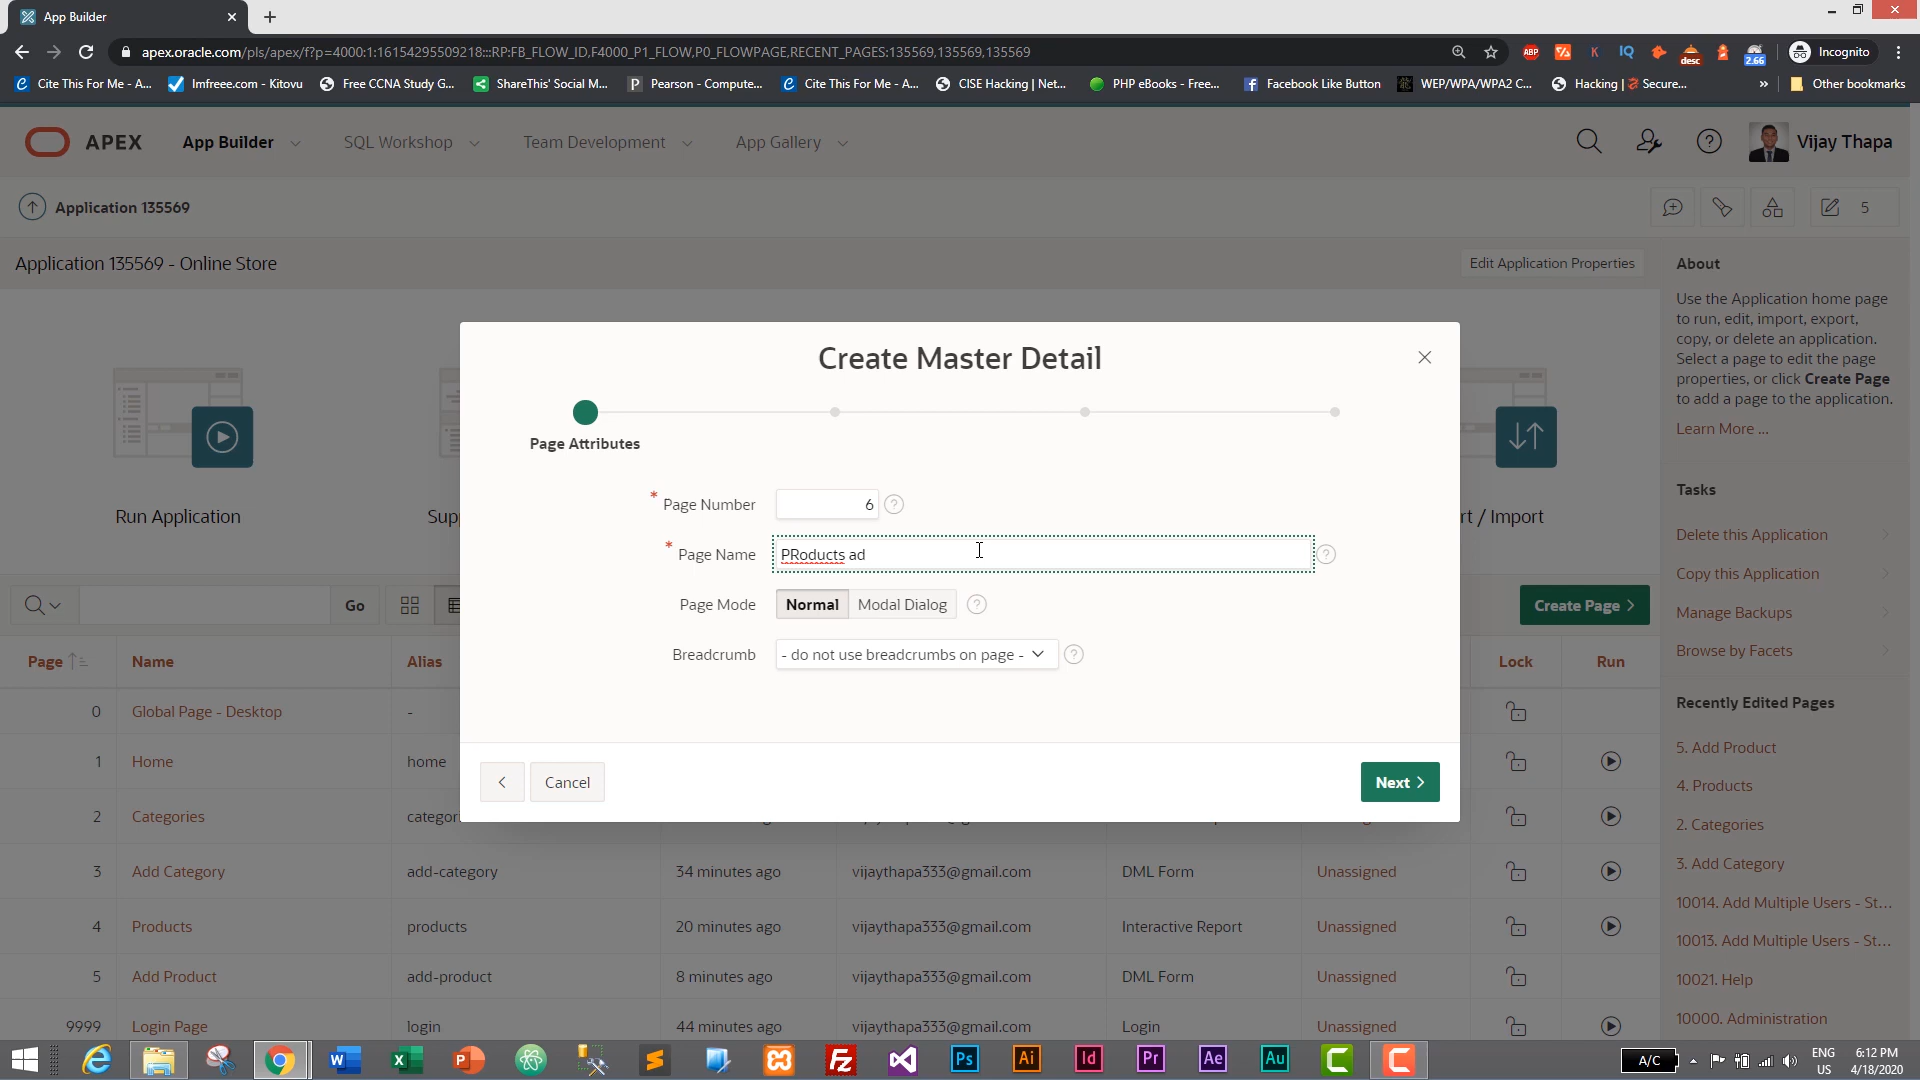 App Builder
apex.oracle.com/pls/apex/f?p=4000:1:16154295509218:::RP:FB_FLOW_ID,F4000_P1_FLOW,P0_FLOWPAGE,RECENT_PAGES:135569,135569,135569
ABP
IQ
desc
2.66
Incognito
Cite This For Me - A...
Imfreee.com - Kitovu
Free CCNA Study G...
ShareThis' Social M...
Pearson - Compute...
Cite This For Me - A...
CISE Hacking | Net...
PHP eBooks - Free...
Facebook Like Button
WEP/WPA/WPA2 C...
Hacking | Secure...
»
Other bookmarks
APEX
App Builder
SQL Workshop
Team Development
App Gallery
Vijay Thapa
Application 135569
5
Application 135569 - Online Store
Edit Application Properties
About
Use the Application home page
to run, edit, import, export,
copy, or delete an application.
Select a page to edit the page
properties, or click Create Page
to add a page to the application.
Learn More ...
Create Master Detail
Page Attributes
* Page Number 6
* Page Name PRoducts ad
Page Mode Normal Modal Dialog
Breadcrumb - do not use breadcrumbs on page -
Cancel
Next
Run Application
Sup
rt / Import
Tasks
Delete this Application
Copy this Application
Manage Backups
Browse by Facets
Go
Create Page
Page Name Alias Lock Run
0 Global Page - Desktop -
1 Home home
2 Categories categor
3 Add Category add-category 34 minutes ago vijaythapa333@gmail.com DML Form Unassigned
4 Products products 20 minutes ago vijaythapa333@gmail.com Interactive Report Unassigned
5 Add Product add-product 8 minutes ago vijaythapa333@gmail.com DML Form Unassigned
9999 Login Page login 44 minutes ago vijaythapa333@gmail.com Login Unassigned
Recently Edited Pages
5. Add Product
4. Products
2. Categories
3. Add Category
10014. Add Multiple Users - St...
10013. Add Multiple Users - St...
10021. Help
10000. Administration
Ps
Ai
Id
Pr
Ae
Au
A/C
ENG
US
6:12 PM
4/18/2020